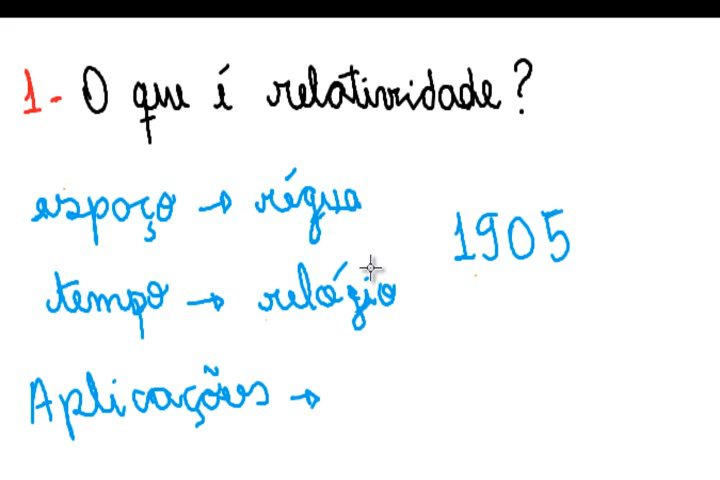 1- O que é relatividade?
espaço → régua
1905
tempo → relógio
Aplicações →